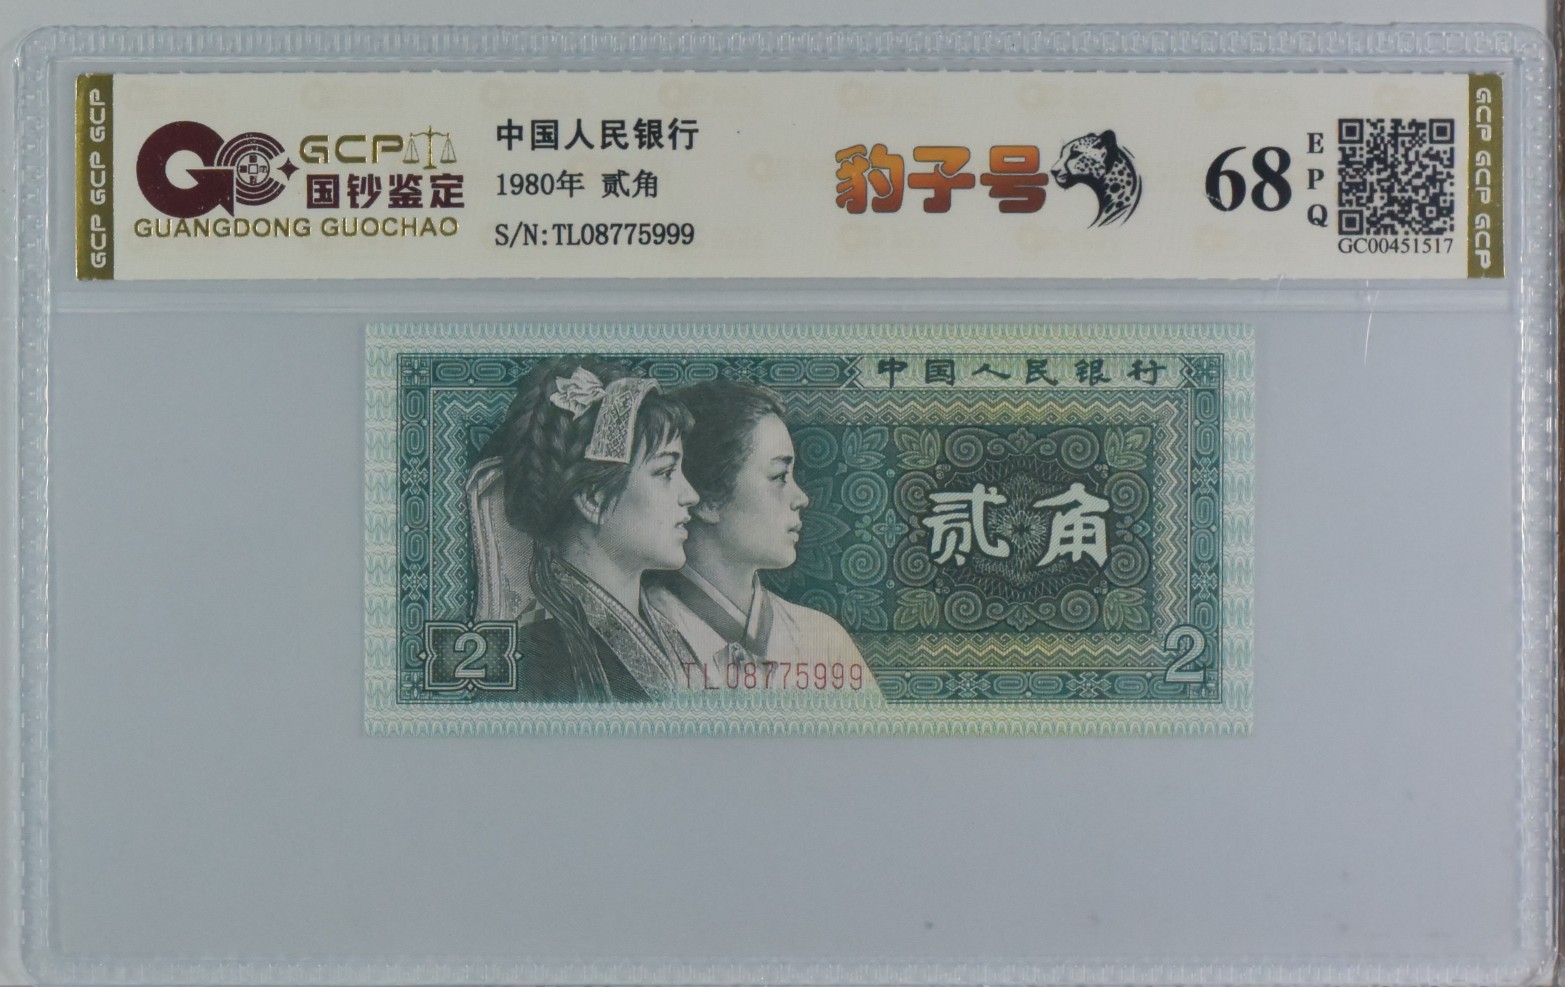 GCP GCP GCP
GCP
国钞鉴定
GUANGDONG GUOCHAO
中国人民银行
1980年 贰角
S/N:TL08775999
豹子号
68
EPQ
GC00451517
GCP GCP GCP
中国人民银行
贰角
2
TL08775999
2